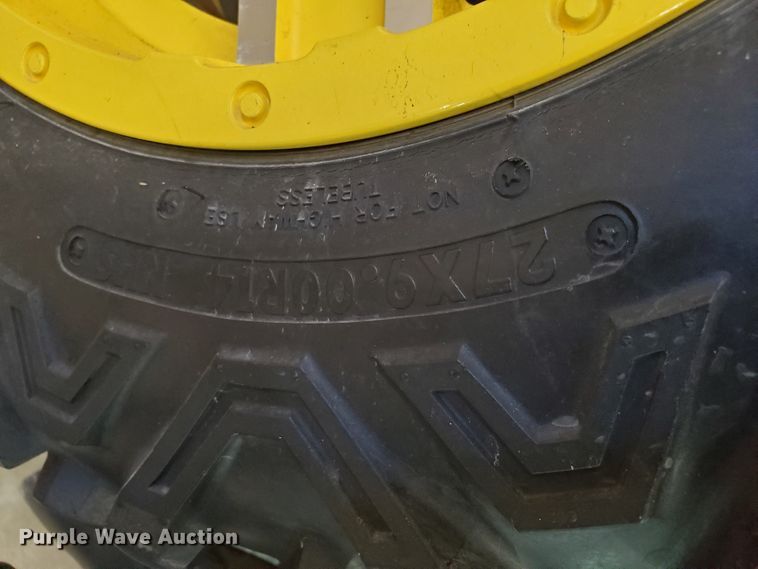 27X9.00R14
NOT FOR HIGHWAY USE
TUBELESS
Purple Wave Auction